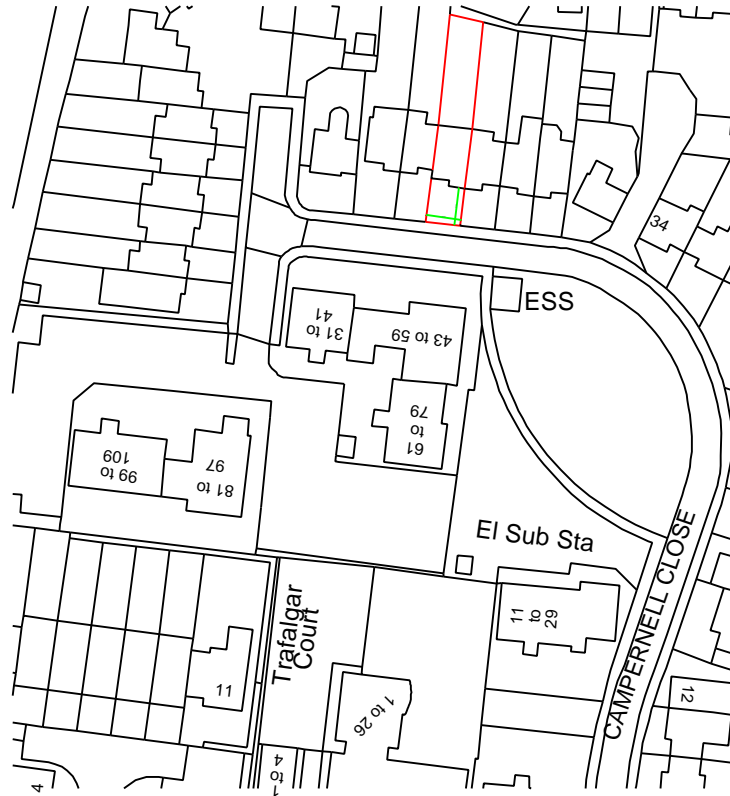 34
ESS
31 to
41
43 to 59
61
to
79
99 to
109
81 to
97
El Sub Sta
11
to
29
CAMPERNELL CLOSE
Trafalgar
Court
11
1 to 26
12
1 to 4
4